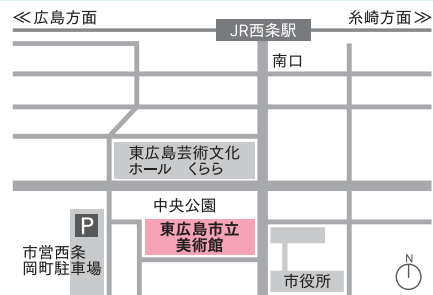 ≪広島方面
糸崎方面≫
JR西条駅
南口
東広島芸術文化
ホール くらら
中央公園
東広島市立
美術館
P
市営西条
岡町駐車場
市役所
N